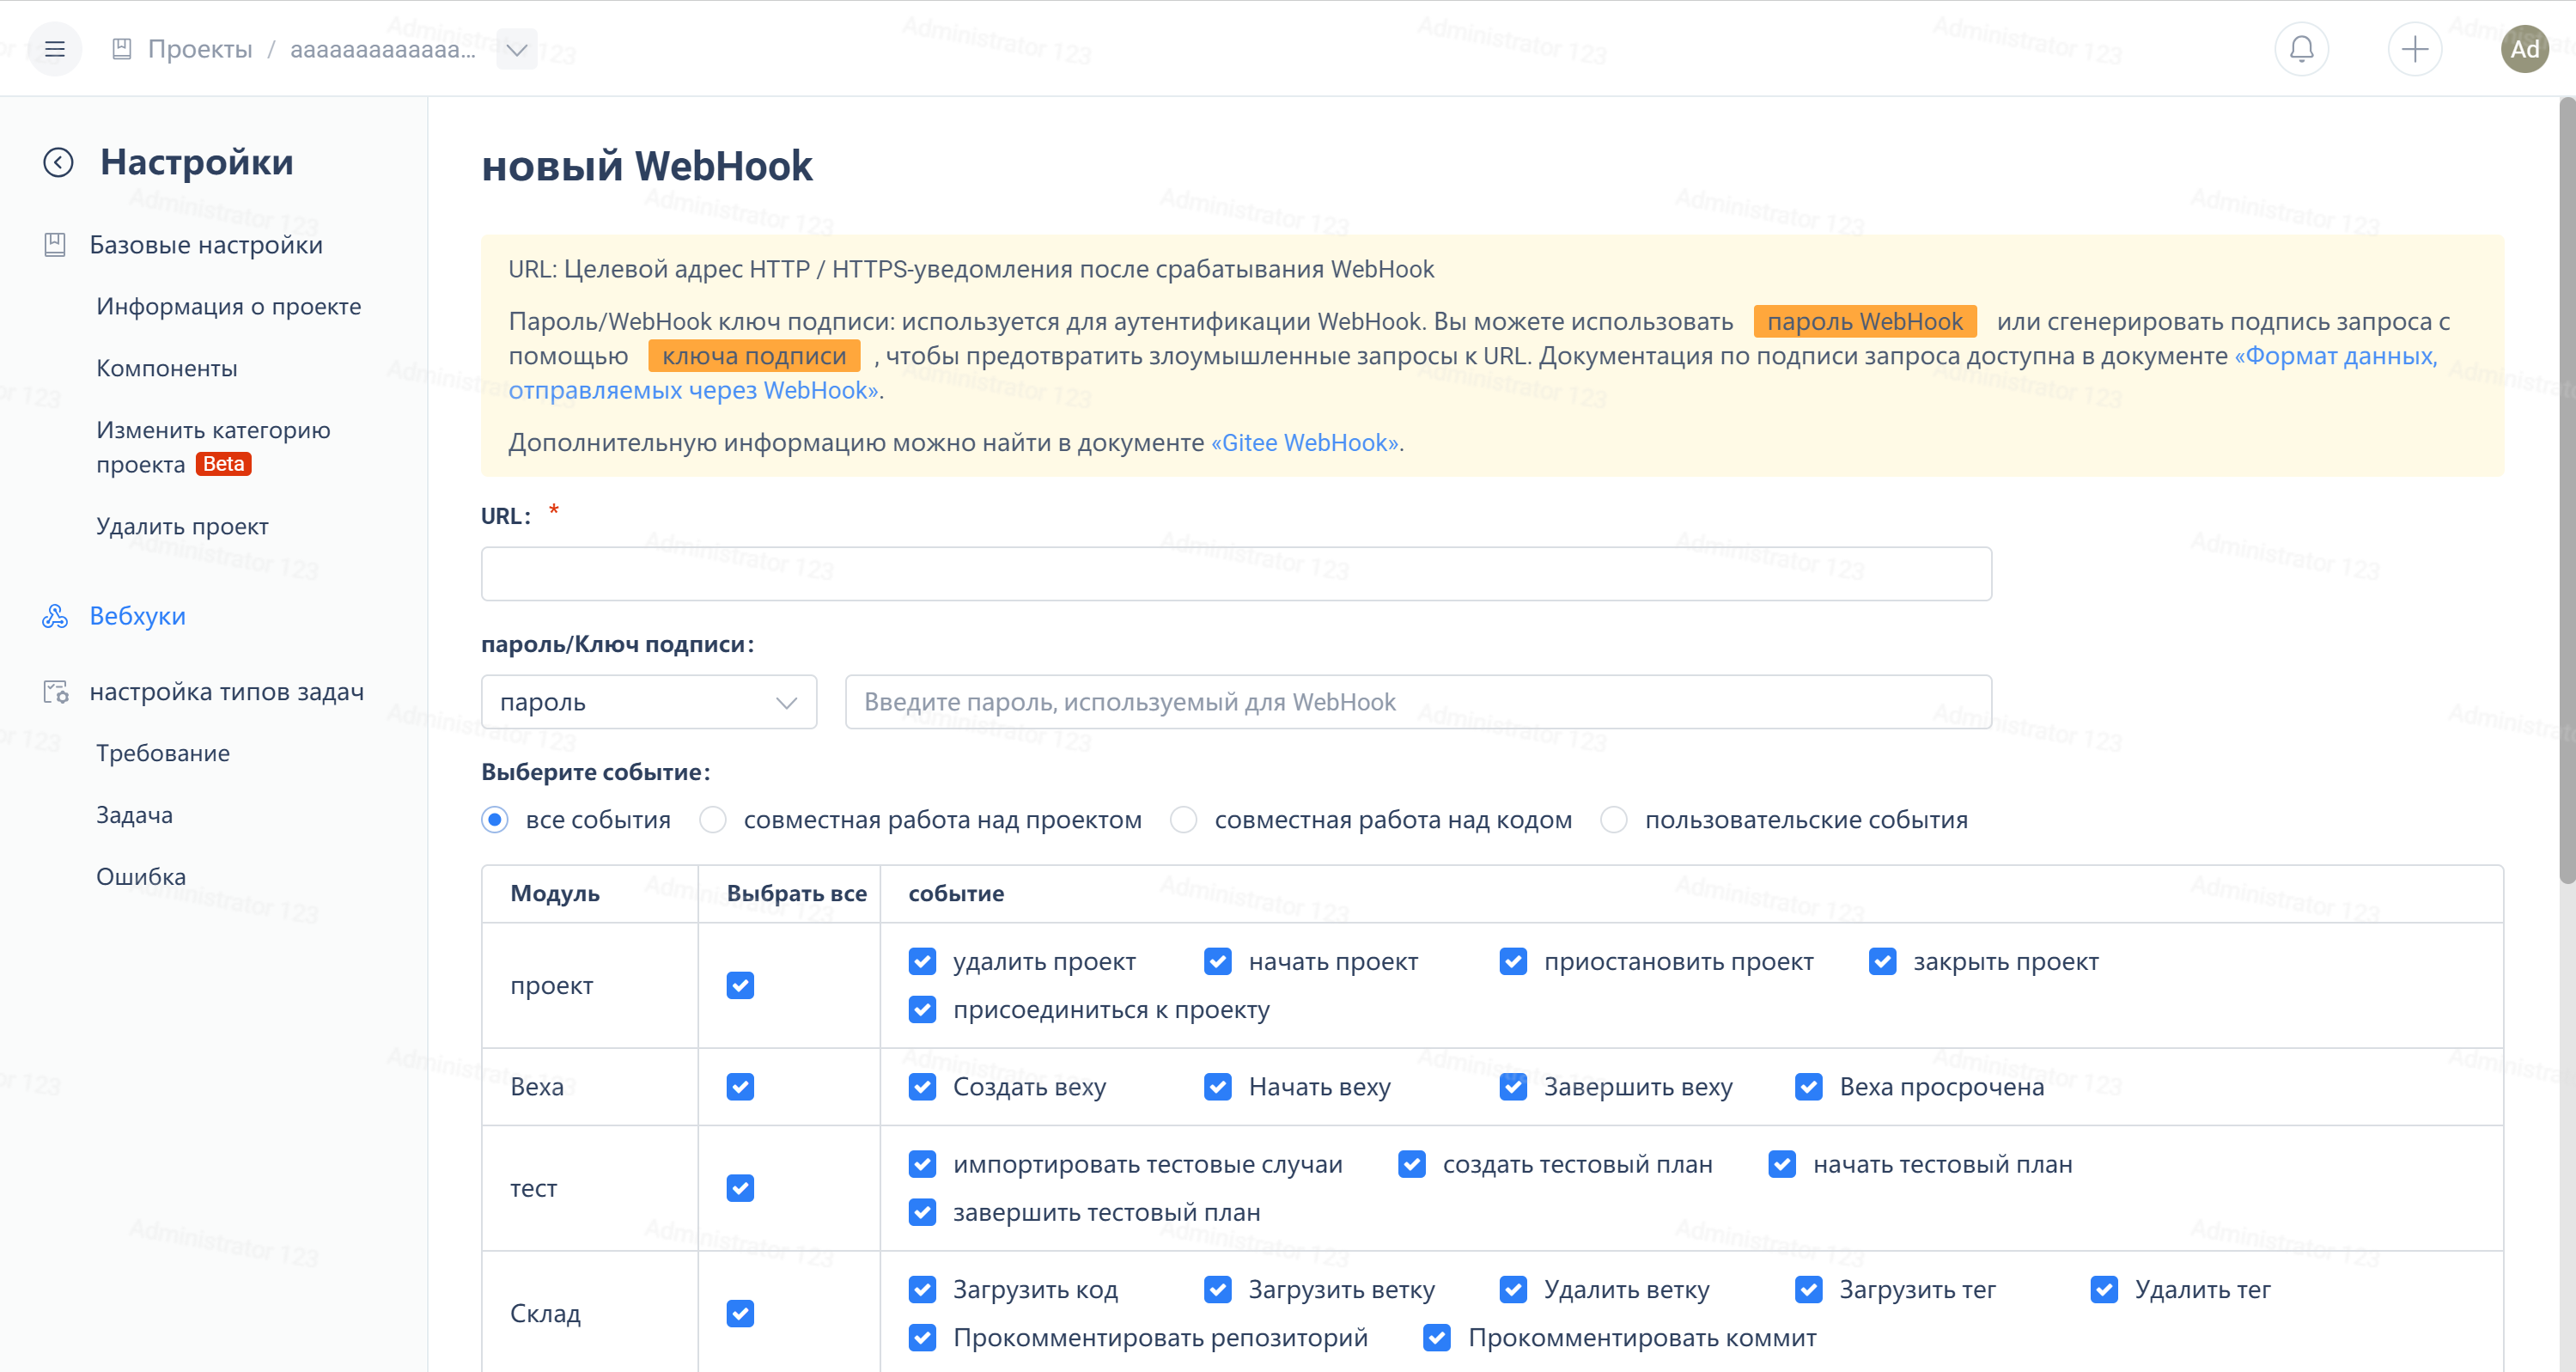 Проекты / aaaaaaaaaaaaa...
Ad
Настройки
Базовые настройки
Информация о проекте
Компоненты
Изменить категорию
проекта Beta
Удалить проект
Вебхуки
настройка типов задач
Требование
Задача
Ошибка
новый WebHook
URL: Целевой адрес HTTP / HTTPS-уведомления после срабатывания WebHook
Пароль/WebHook ключ подписи: используется для аутентификации WebHook. Вы можете использовать пароль WebHook или сгенерировать подпись запроса с
помощью ключа подписи , чтобы предотвратить злоумышленные запросы к URL. Документация по подписи запроса доступна в документе «Формат данных,
отправляемых через WebHook».
Дополнительную информацию можно найти в документе «Gitee WebHook».
URL: *
пароль/Ключ подписи:
пароль
Введите пароль, используемый для WebHook
Выберите событие:
все события совместная работа над проектом совместная работа над кодом пользовательские события
Модуль Выбрать все событие
проект
удалить проект начать проект приостановить проект закрыть проект
присоединиться к проекту
Веха
Создать веху Начать веху Завершить веху Веха просрочена
тест
импортировать тестовые случаи создать тестовый план начать тестовый план
завершить тестовый план
Склад
Загрузить код Загрузить ветку Удалить ветку Загрузить тег Удалить тег
Прокомментировать репозиторий Прокомментировать коммит
Administrator 123